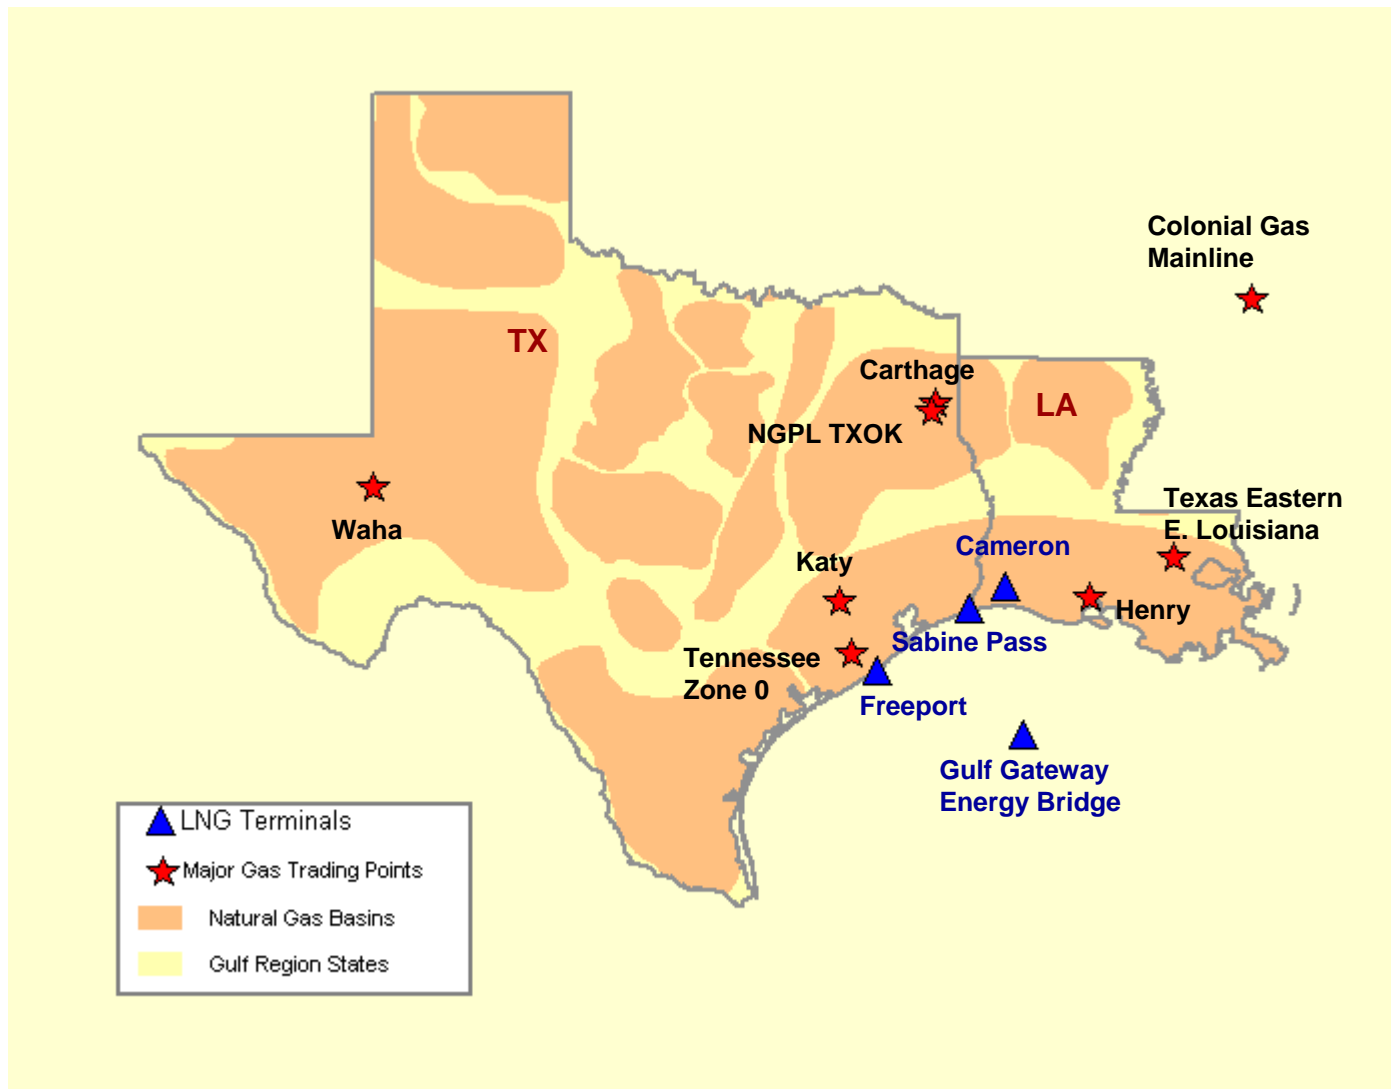 Colonial Gas
Mainline
TX
Carthage
LA
NGPL TXOK
Texas Eastern
E. Louisiana
Waha
Cameron
Katy
Henry
Sabine Pass
Tennessee
Zone 0
Freeport
Gulf Gateway
Energy Bridge
LNG Terminals
Major Gas Trading Points
Natural Gas Basins
Gulf Region States